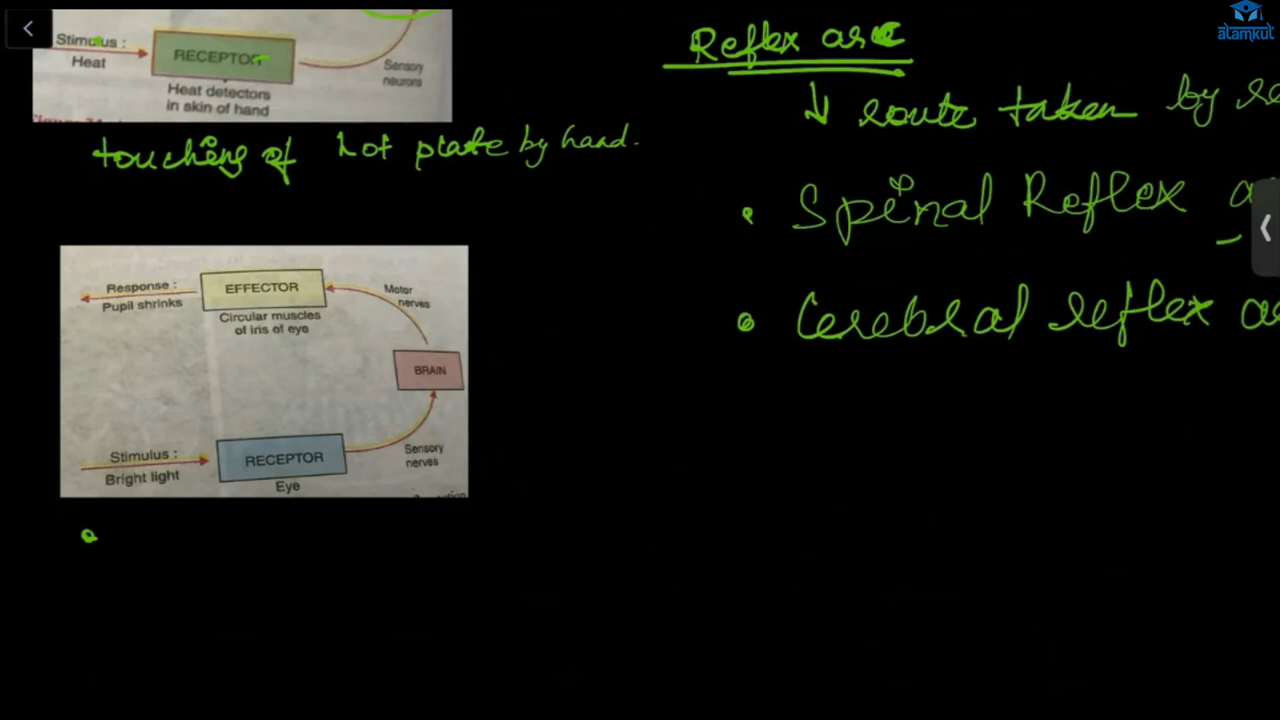 Stimulus :
Heat
RECEPTOR
Sensory
neurons
Heat detectors
in skin of hand
touching of hot plate by hand.
Response :
Pupil shrinks
EFFECTOR
Circular muscles
of iris of eye
Motor
nerves
BRAIN
Stimulus :
Bright light
RECEPTOR
Eye
Sensory
nerves
Reflex arc
↓ route taken by
• Spinal Reflex
• Cerebral reflex
atamkul